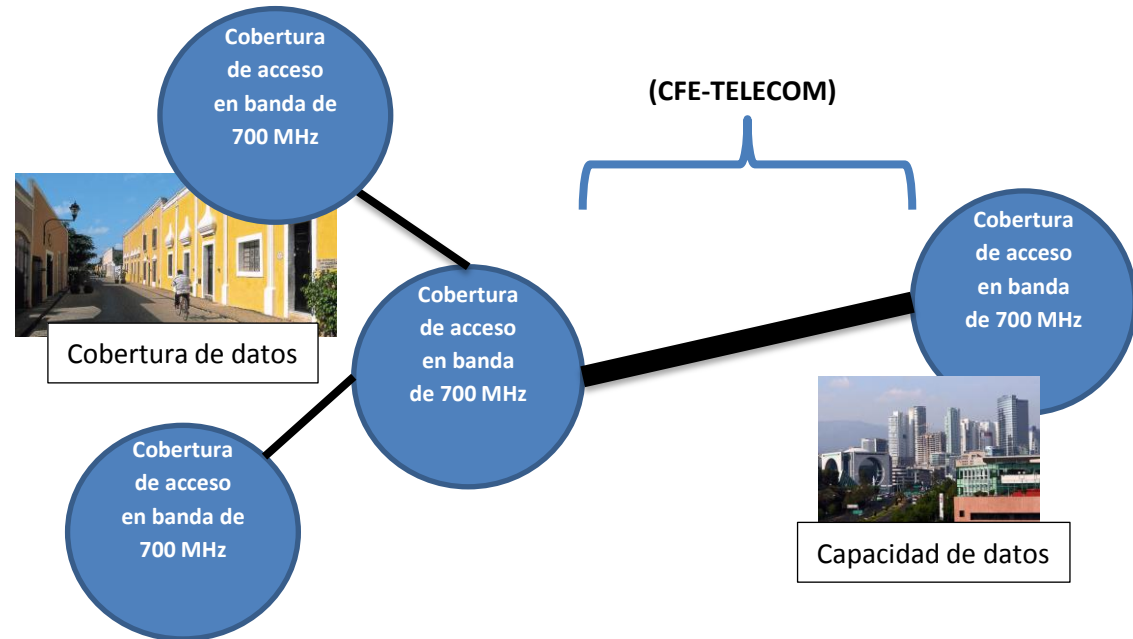 Cobertura
de acceso
en banda de
700 MHz
(CFE-TELECOM)
Cobertura
de acceso
en banda
de 700 MHz
Cobertura
de acceso
en banda
de 700 MHz
Cobertura de datos
Cobertura
de acceso
en banda de
700 MHz
Capacidad de datos